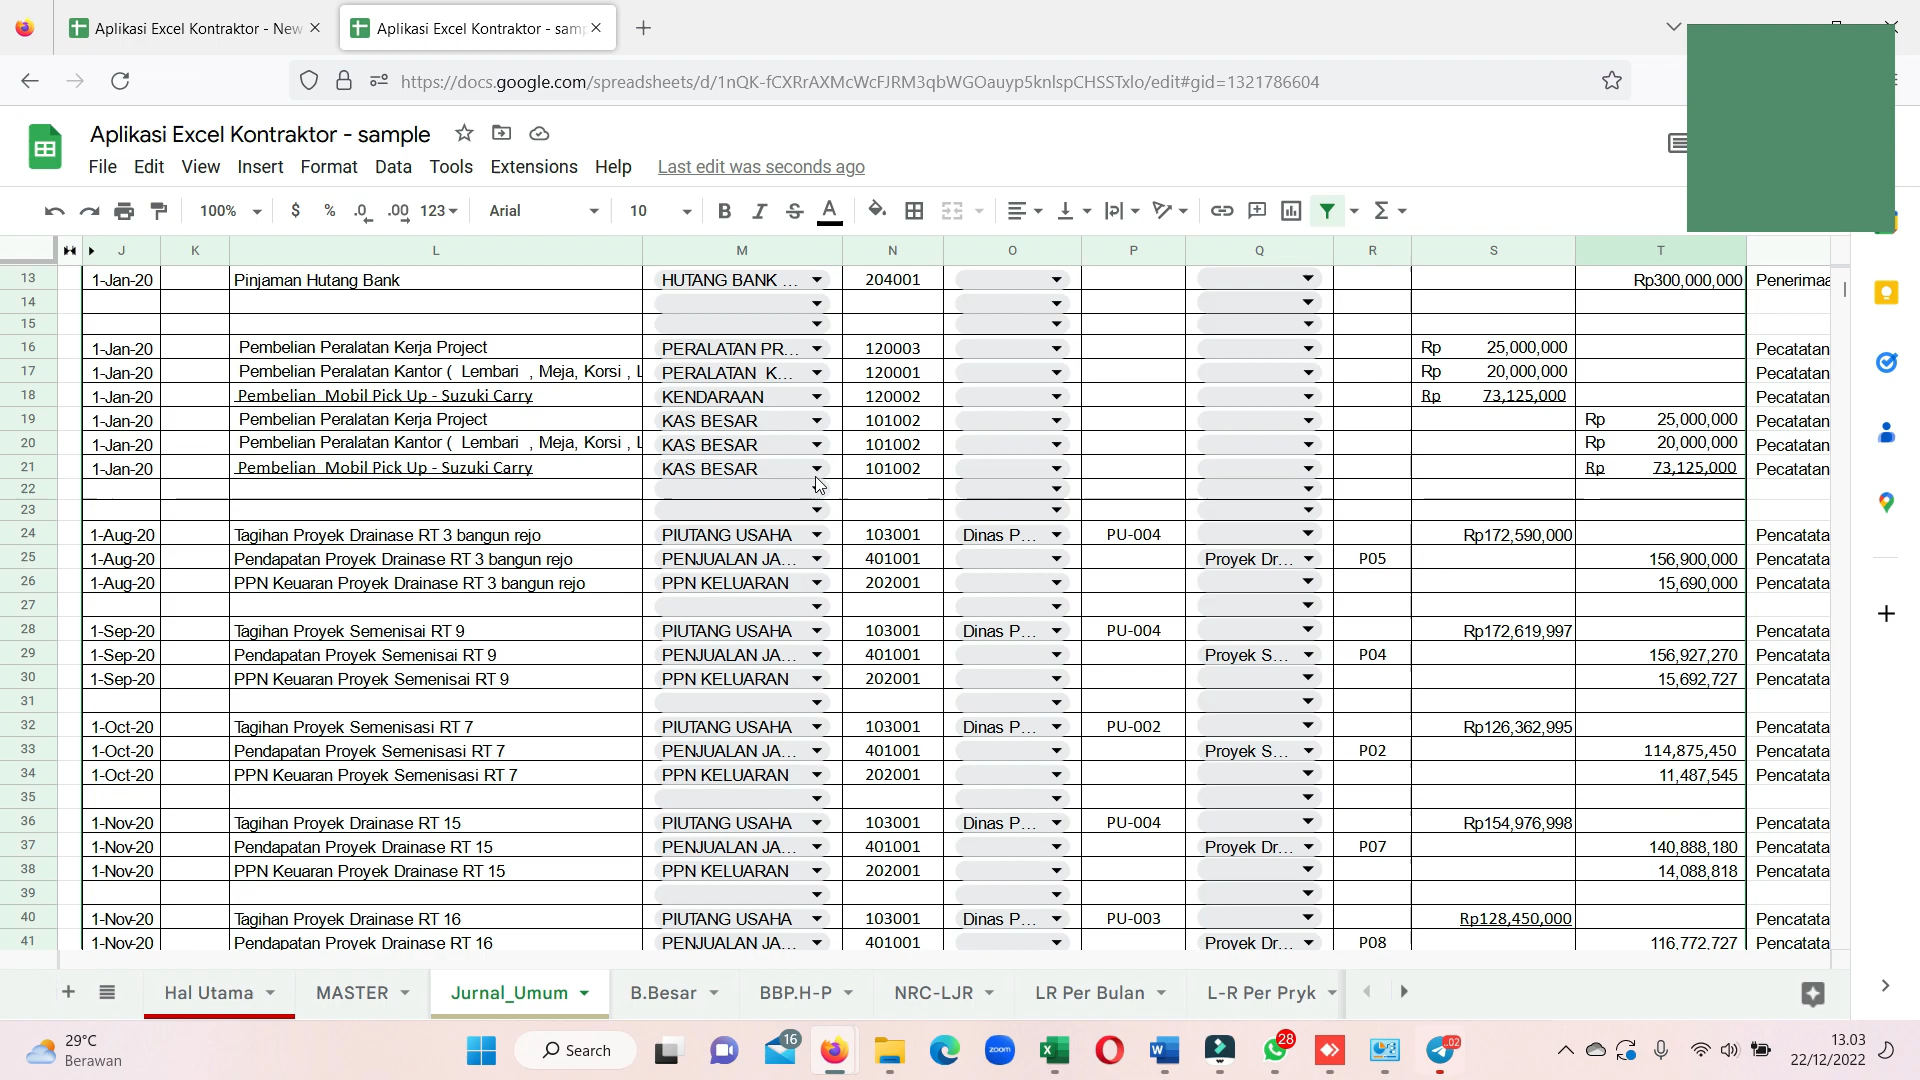 Aplikasi Excel Kontraktor - New
Aplikasi Excel Kontraktor - sam
https://docs.google.com/spreadsheets/d/1nQK-fCXRrAXMcWcFJRM3qbWGOauyp5knlspCHSSTxlo/edit#gid=1321786604
Aplikasi Excel Kontraktor - sample
File Edit View Insert Format Data Tools Extensions Help Last edit was seconds ago
100% $ % .0 .00 123 Arial 10 B I S A
J K L M N O P Q R S T
13 1-Jan-20 Pinjaman Hutang Bank HUTANG BANK ... 204001 Rp300,000,000 Penerimaa
14
15
16 1-Jan-20 Pembelian Peralatan Kerja Project PERALATAN PR... 120003 Rp 25,000,000 Pecatatan
17 1-Jan-20 Pembelian Peralatan Kantor ( Lembari , Meja, Korsi , L PERALATAN K... 120001 Rp 20,000,000 Pecatatan
18 1-Jan-20 Pembelian Mobil Pick Up - Suzuki Carry KENDARAAN 120002 Rp 73,125,000 Pecatatan
19 1-Jan-20 Pembelian Peralatan Kerja Project KAS BESAR 101002 Rp 25,000,000 Pecatatan
20 1-Jan-20 Pembelian Peralatan Kantor ( Lembari , Meja, Korsi , L KAS BESAR 101002 Rp 20,000,000 Pecatatan
21 1-Jan-20 Pembelian Mobil Pick Up - Suzuki Carry KAS BESAR 101002 Rp 73,125,000 Pecatatan
22
23
24 1-Aug-20 Tagihan Proyek Drainase RT 3 bangun rejo PIUTANG USAHA 103001 Dinas P... PU-004 Rp172,590,000 Pencatata
25 1-Aug-20 Pendapatan Proyek Drainase RT 3 bangun rejo PENJUALAN JA... 401001 Proyek Dr... P05 156,900,000 Pencatata
26 1-Aug-20 PPN Keuaran Proyek Drainase RT 3 bangun rejo PPN KELUARAN 202001 15,690,000 Pencatata
27
28 1-Sep-20 Tagihan Proyek Semenisai RT 9 PIUTANG USAHA 103001 Dinas P... PU-004 Rp172,619,997 Pencatata
29 1-Sep-20 Pendapatan Proyek Semenisai RT 9 PENJUALAN JA... 401001 Proyek S... P04 156,927,270 Pencatata
30 1-Sep-20 PPN Keuaran Proyek Semenisai RT 9 PPN KELUARAN 202001 15,692,727 Pencatata
31
32 1-Oct-20 Tagihan Proyek Semenisasi RT 7 PIUTANG USAHA 103001 Dinas P... PU-002 Rp126,362,995 Pencatata
33 1-Oct-20 Pendapatan Proyek Semenisasi RT 7 PENJUALAN JA... 401001 Proyek S... P02 114,875,450 Pencatata
34 1-Oct-20 PPN Keuaran Proyek Semenisasi RT 7 PPN KELUARAN 202001 11,487,545 Pencatata
35
36 1-Nov-20 Tagihan Proyek Drainase RT 15 PIUTANG USAHA 103001 Dinas P... PU-004 Rp154,976,998 Pencatata
37 1-Nov-20 Pendapatan Proyek Drainase RT 15 PENJUALAN JA... 401001 Proyek Dr... P07 140,888,180 Pencatata
38 1-Nov-20 PPN Keuaran Proyek Drainase RT 15 PPN KELUARAN 202001 14,088,818 Pencatata
39
40 1-Nov-20 Tagihan Proyek Drainase RT 16 PIUTANG USAHA 103001 Dinas P... PU-003 Rp128,450,000 Pencatata
41 1-Nov-20 Pendapatan Proyek Drainase RT 16 PENJUALAN JA... 401001 Proyek Dr... P08 116,772,727 Pencatata
Hal Utama MASTER Jurnal_Umum B.Besar BBP.H-P NRC-LJR LR Per Bulan L-R Per Pryk
29°C
Berawan
Search
16
zoom
28
02
13.03
22/12/2022